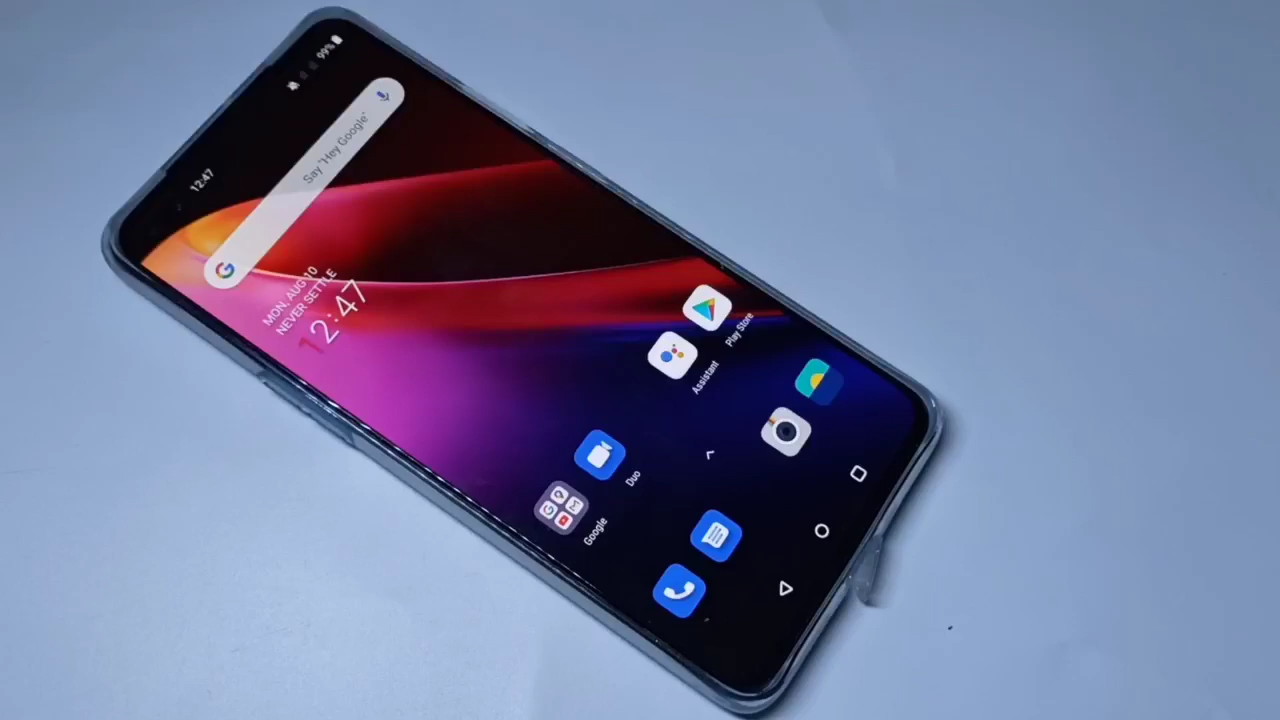 12:47
99%
Say "Hey Google"
MON, AUG 10
NEVER SETTLE
12:47
Assistant
Play Store
Google
Duo